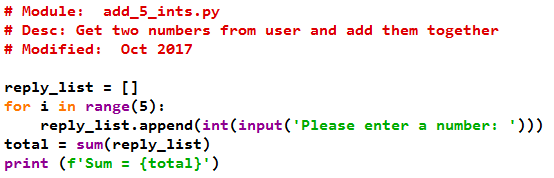 # Module:  add_5_ints.py
# Desc: Get two numbers from user and add them together
# Modified:  Oct 2017

reply_list = []
for i in range(5):
    reply_list.append(int(input('Please enter a number: ')))
total = sum(reply_list)
print (f'Sum = {total}')